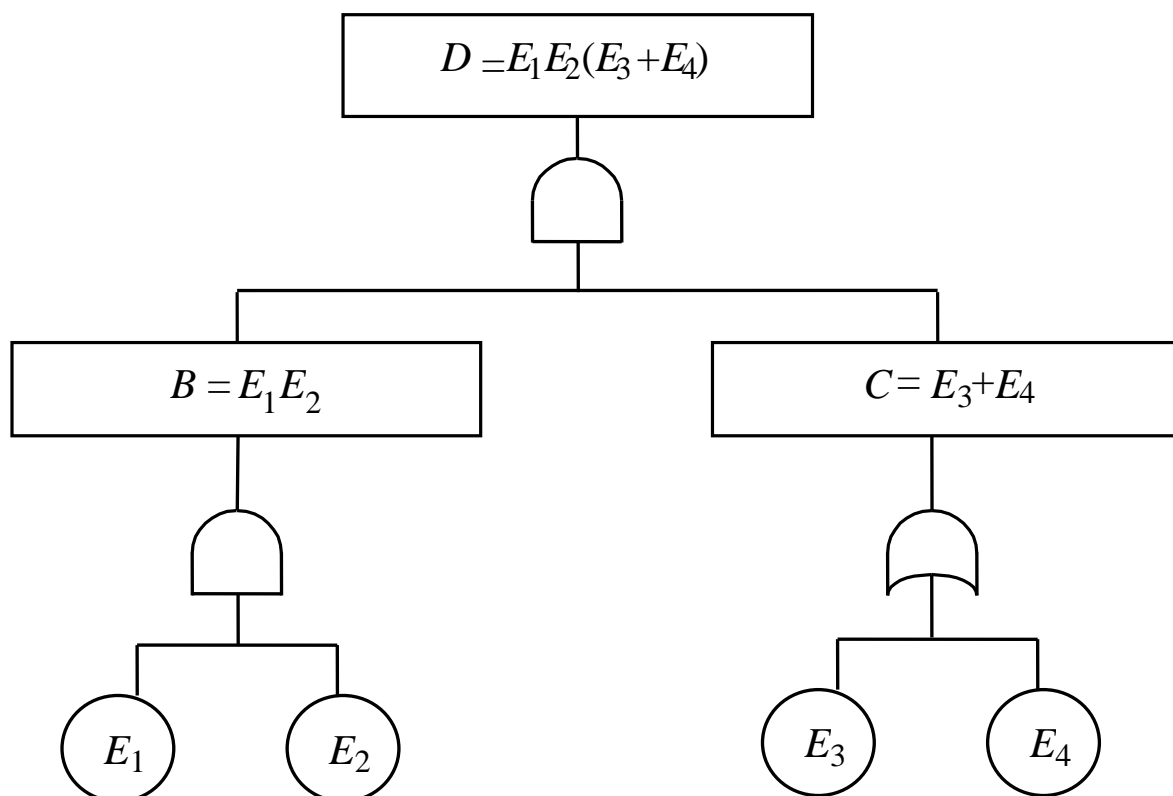 D = E₁E₂(E₃+E₄)
B = E₁E₂
C = E₃+E₄
E₁
E₂
E₃
E₄